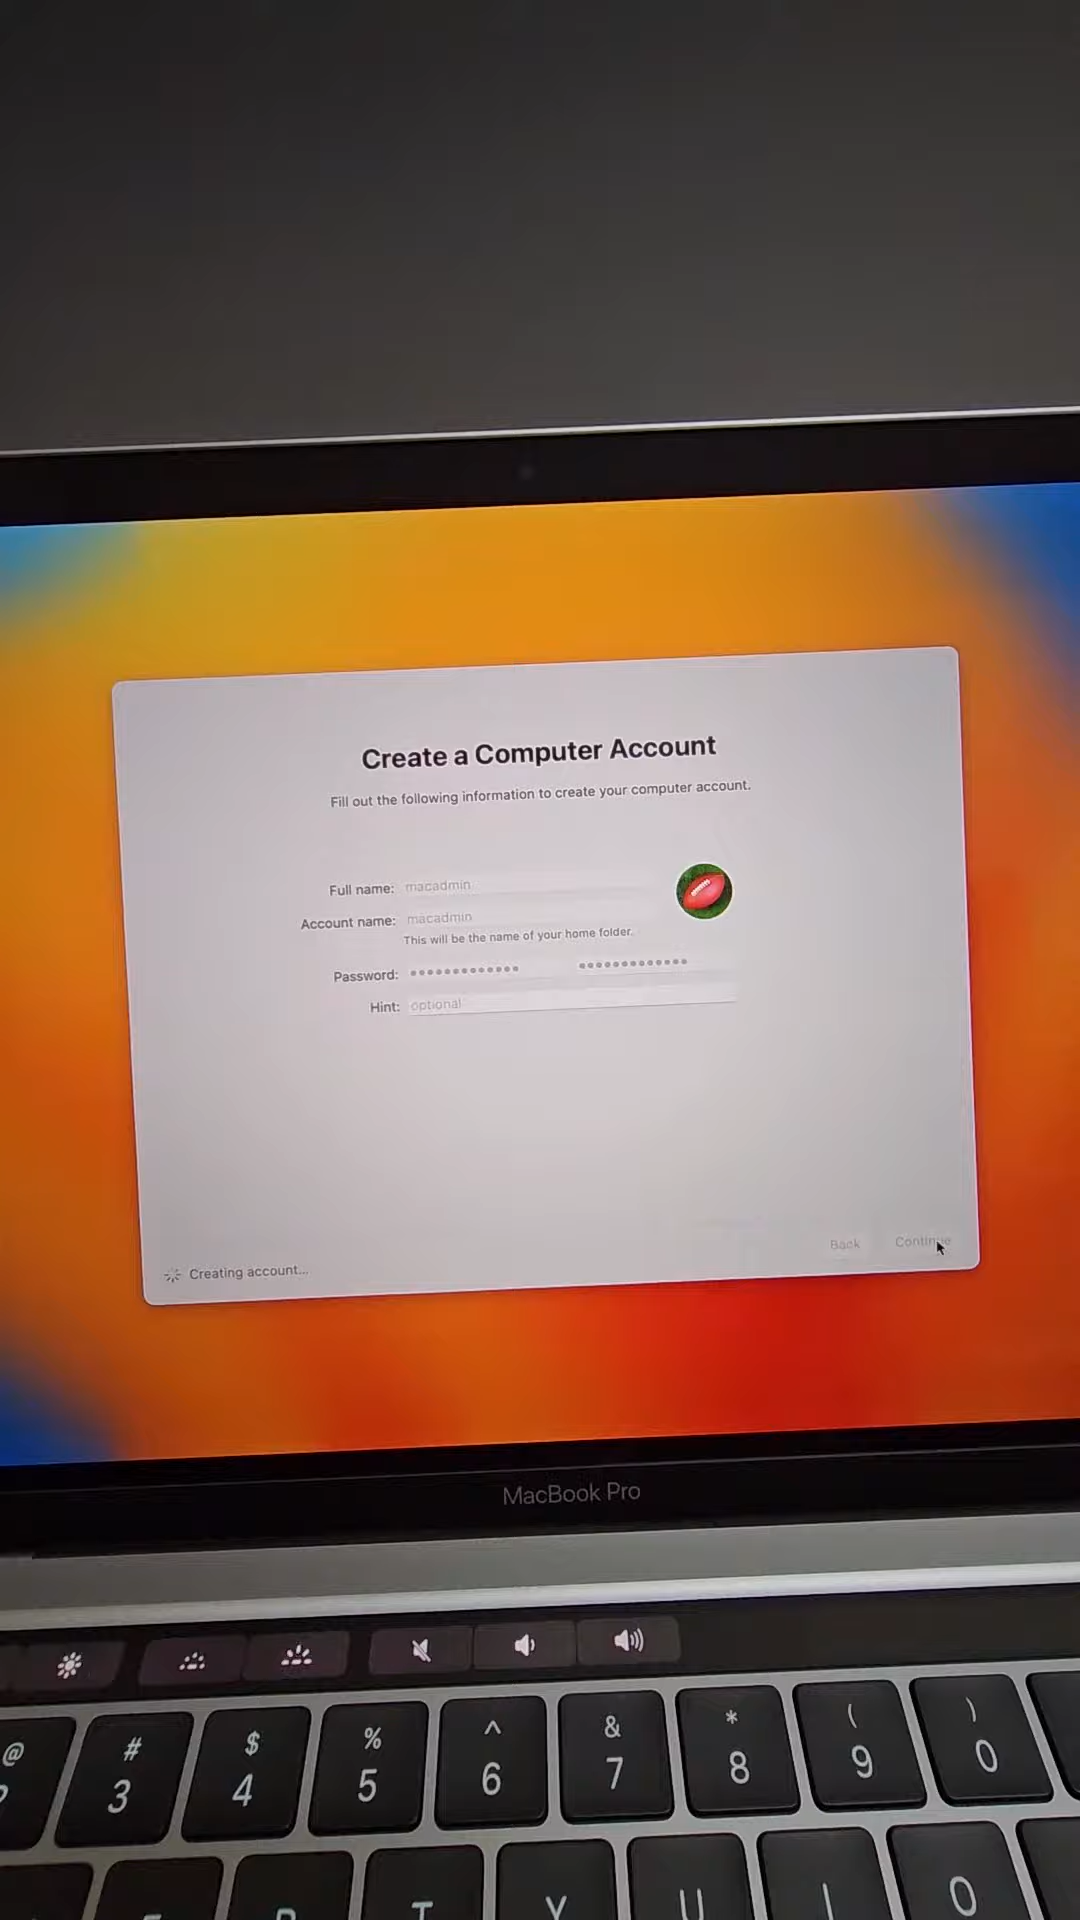 Create a Computer Account
Fill out the following information to create your computer account.
Full name: macadmin
Account name: macadmin
This will be the name of your home folder.
Password: ••••••••••••• •••••••••••••
Hint: optional
Back Continue
Creating account...
MacBook Pro
@ # $ % ^ & * ( )
3 4 5 6 7 8 9 0
T Y U I O